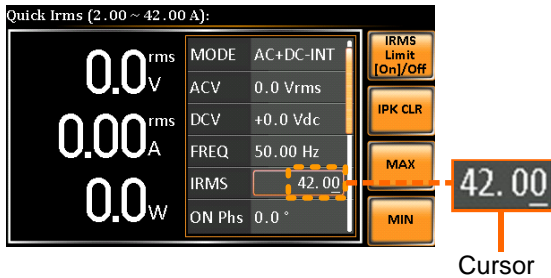 Quick Irms (2.00 ~ 42.00 A):
0.0 rms V
0.00 rms A
0.0 W
MODE AC+DC-INT
ACV 0.0 Vrms
DCV +0.0 Vdc
FREQ 50.00 Hz
IRMS 42.00
ON Phs 0.0 °
IRMS
Limit
[On]/Off
IPK CLR
MAX
MIN
42.00
Cursor